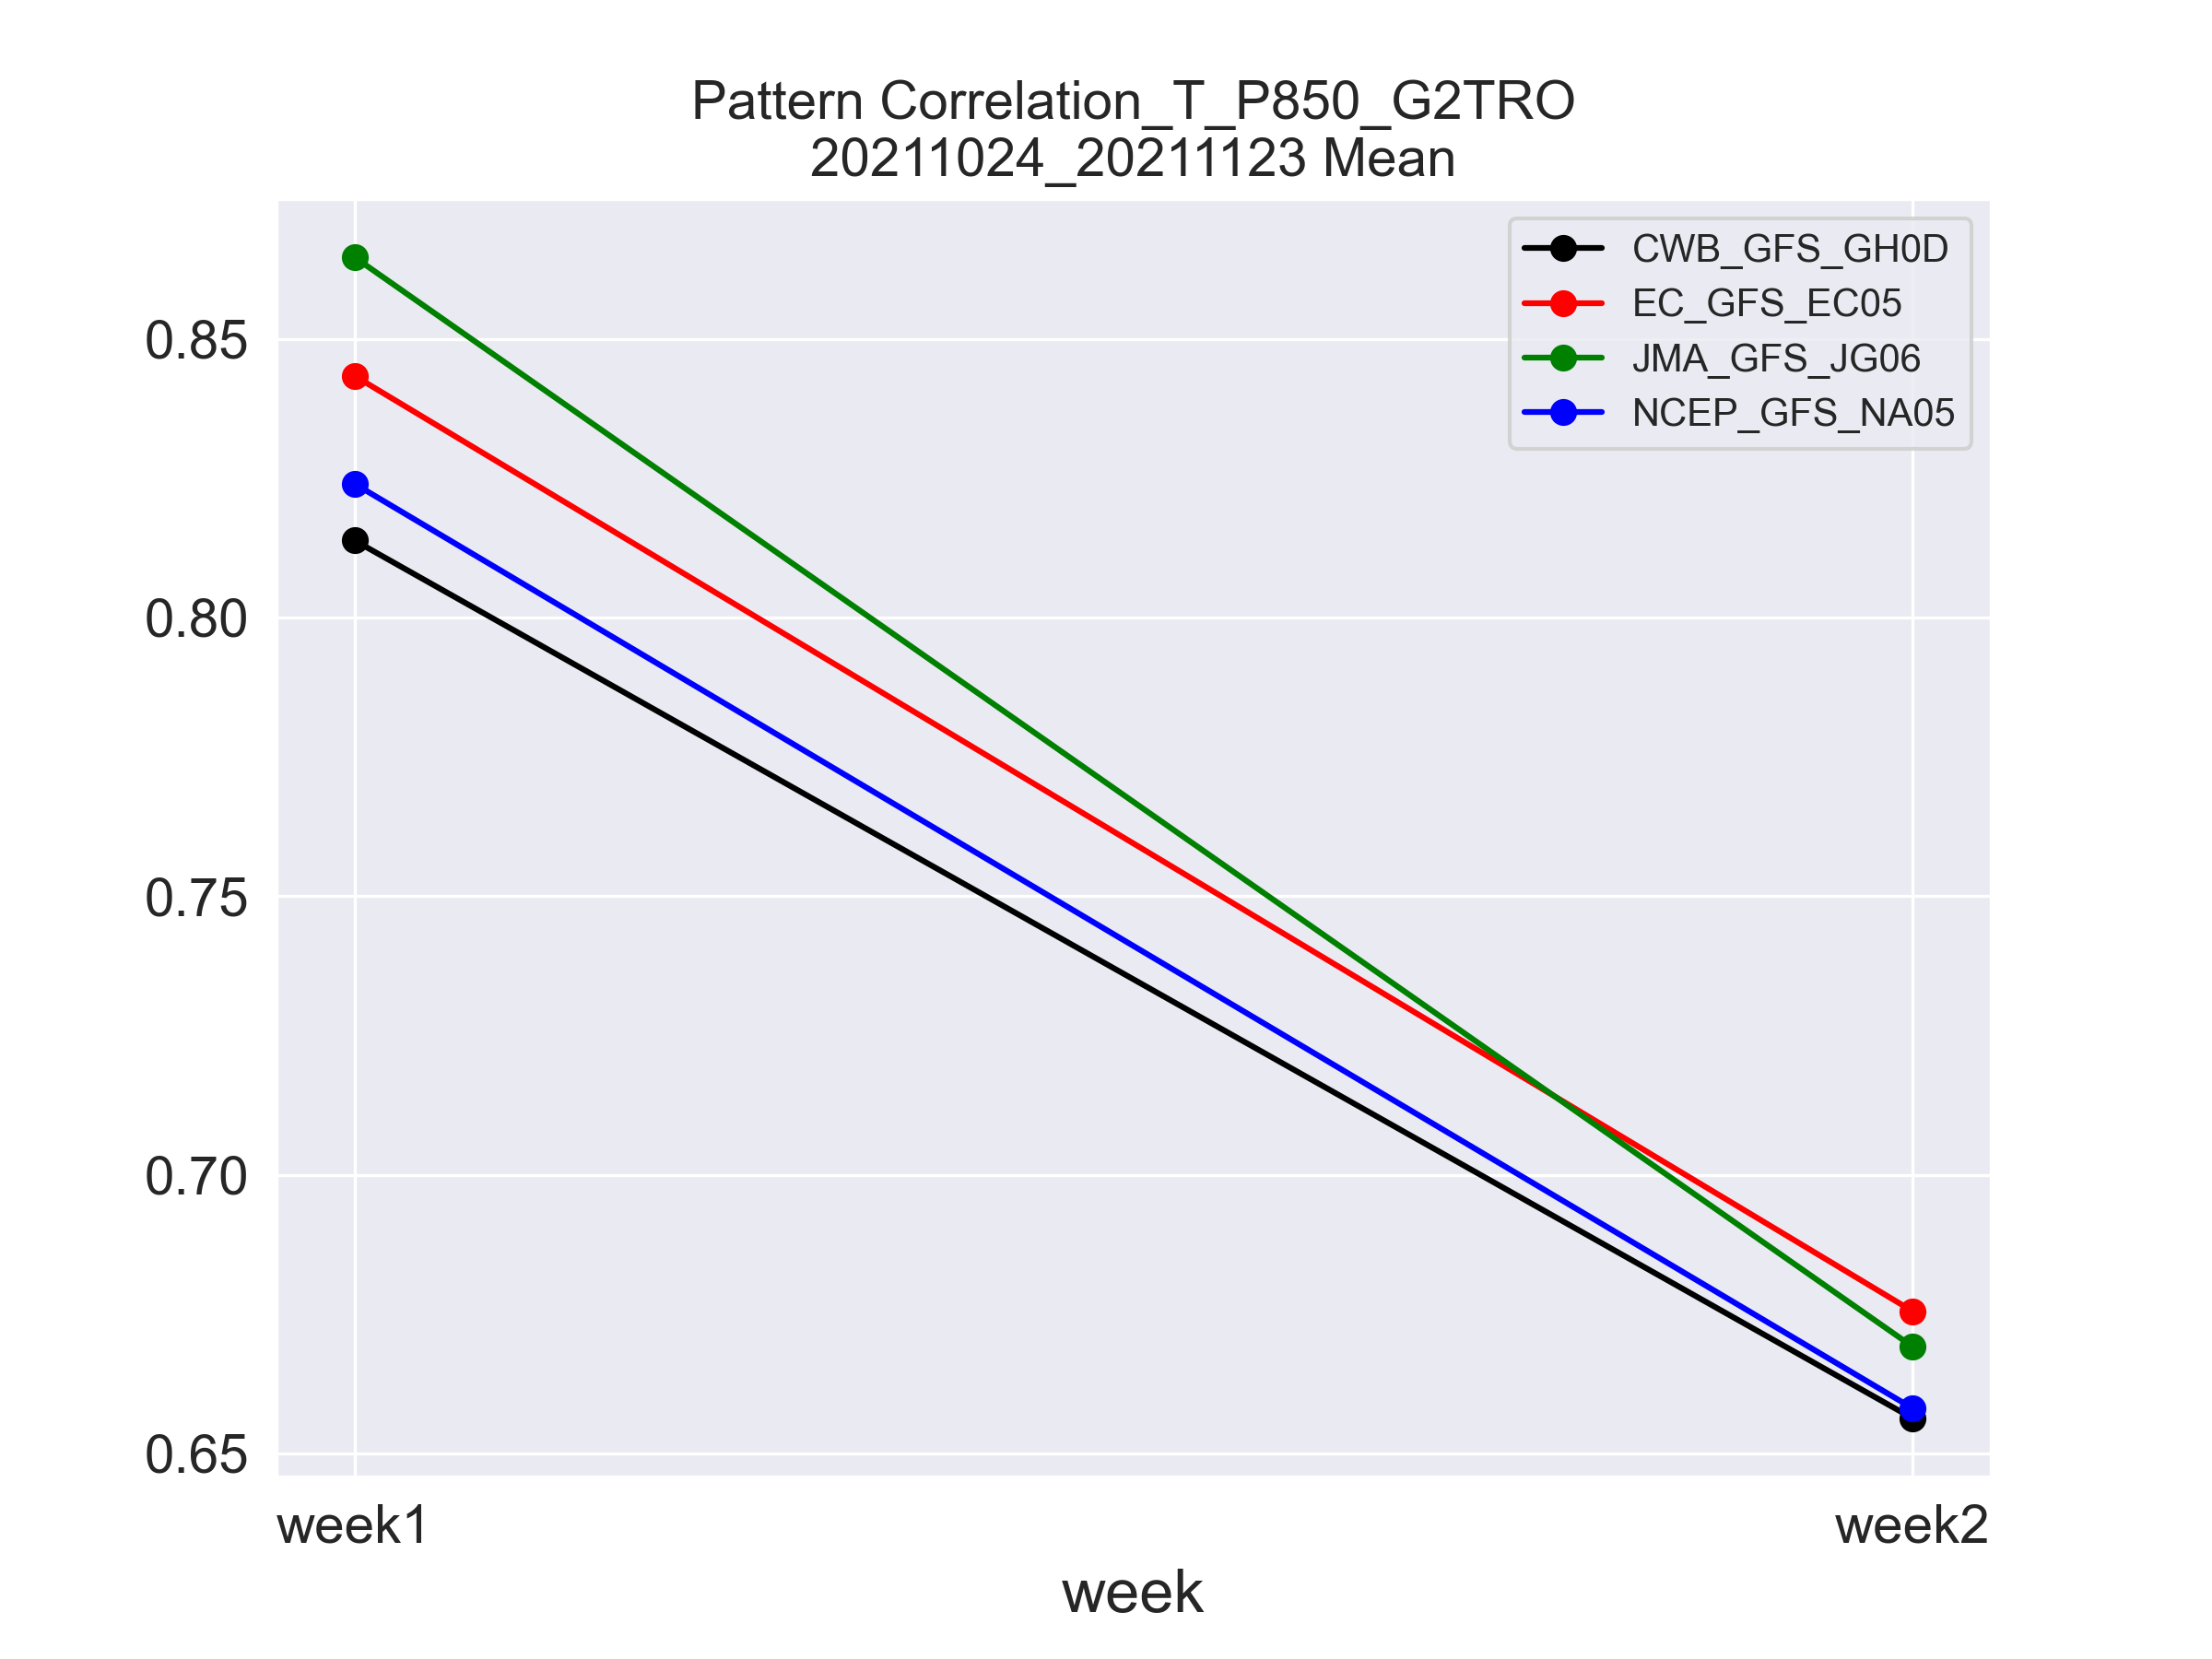 Pattern Correlation_T_P850_G2TRO
20211024_20211123 Mean
CWB_GFS_GH0D
EC_GFS_EC05
JMA_GFS_JG06
NCEP_GFS_NA05
0.85
0.80
0.75
0.70
0.65
week1
week2
week